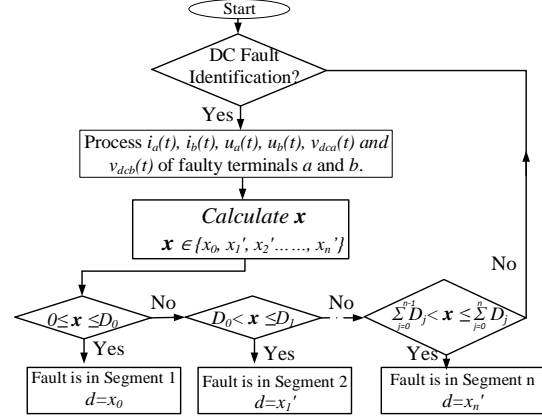 Start
DC Fault
Identification?
Yes
Process i_a(t), i_b(t), u_a(t), u_b(t), v_dca(t) and
v_dcb(t) of faulty terminals a and b.
Calculate x
x ∈{x_0, x_1', x_2'……, x_n'}
No
0≤ x ≤D_0
No
D_0< x ≤D_1
No
∑_{j=0}^{n-1} D_j< x ≤∑_{j=0}^{n} D_j
Yes
Yes
Yes
Fault is in Segment 1
d=x_0
Fault is in Segment 2
d=x_1'
Fault is in Segment n
d=x_n'